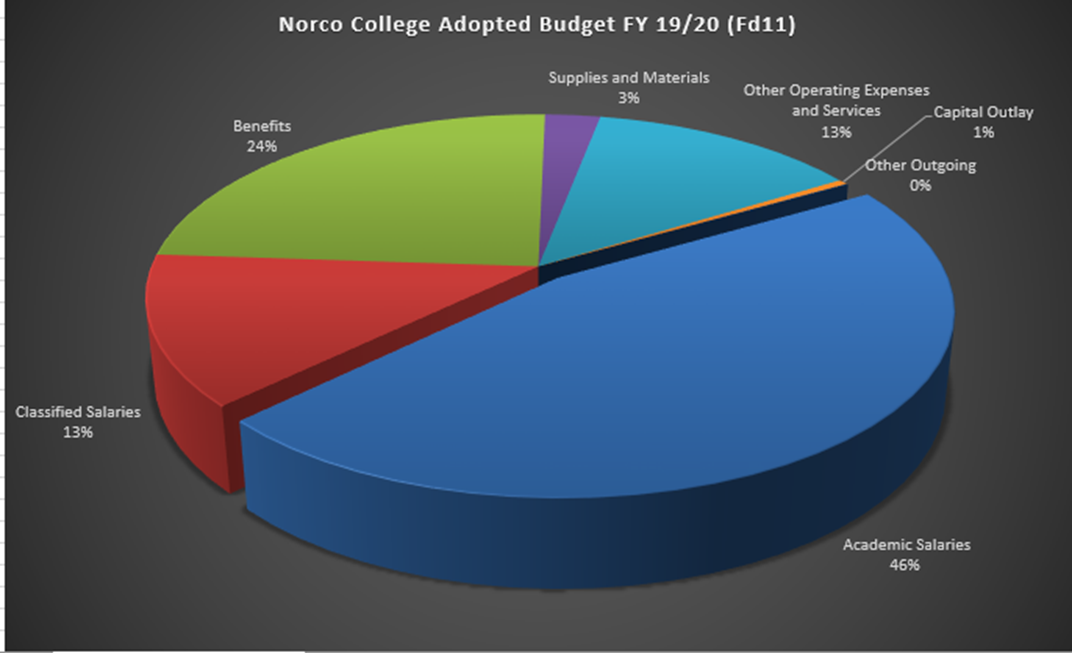 Norco College Adopted Budget FY 19/20 (Fd11)
Supplies and Materials
3%
Other Operating Expenses
and Services
13%
Capital Outlay
1%
Benefits
24%
Other Outgoing
0%
Classified Salaries
13%
Academic Salaries
46%